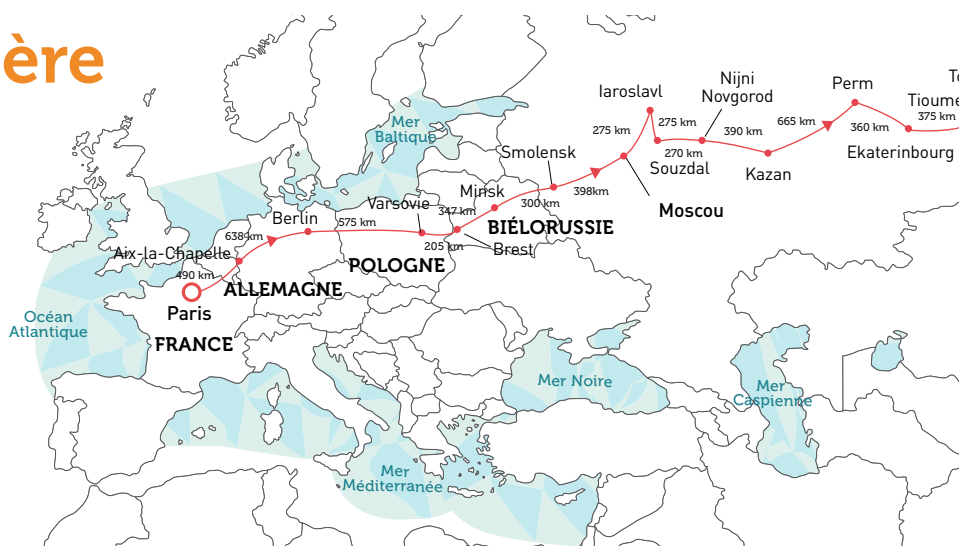 ère
Nijni
Novgorod
Perm
To
Iaroslavl
Tioume
275 km
275 km
390 km
665 km
360 km
375 km
Mer
Baltique
Smolensk
270 km
Souzdal
Kazan
Ekaterinbourg
Minsk
300 km
398km
Moscou
Varsovie
347 km
BIÉLORUSSIE
Berlin
575 km
638 km
205 km
Brest
Aix-la-Chapelle
POLOGNE
490 km
ALLEMAGNE
Paris
Océan
Atlantique
FRANCE
Mer Noire
Mer
Caspienne
Mer
Méditerranée